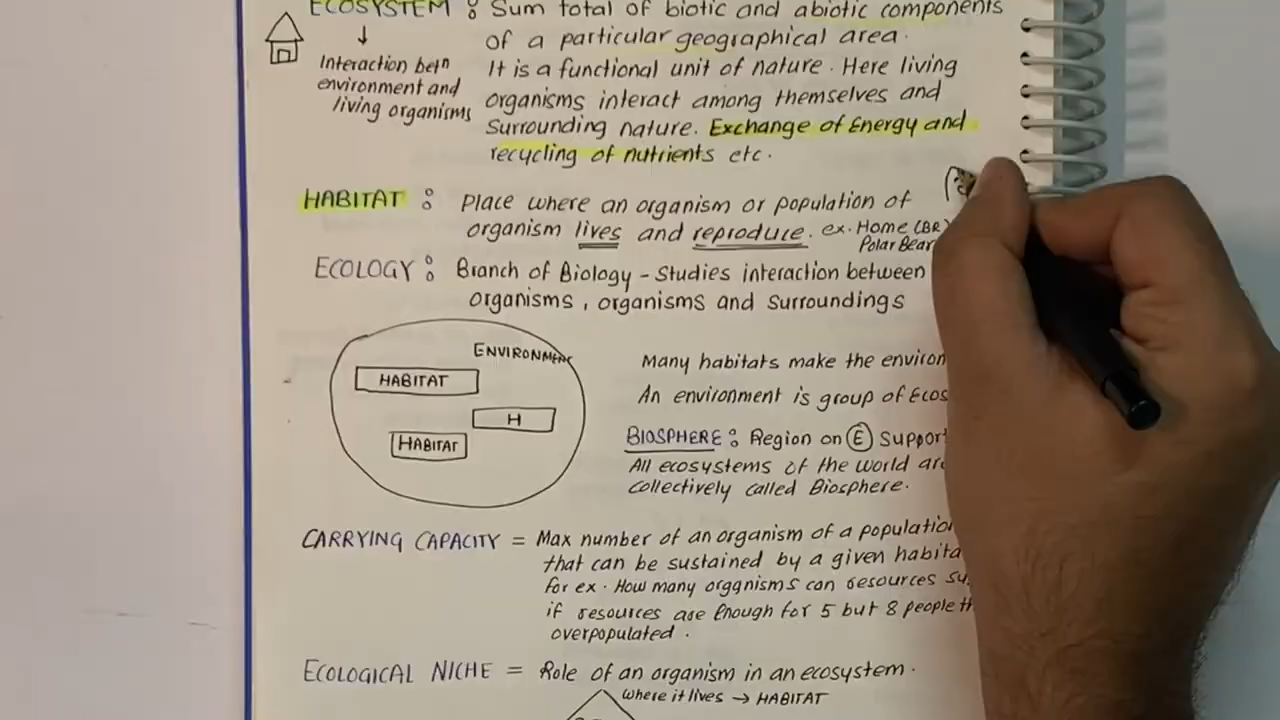 ECOSYSTEM : Sum total of biotic and abiotic components
of a particular geographical area.
↓
Interaction betn
environment and
living organisms
It is a functional unit of nature. Here living
organisms interact among themselves and
surrounding nature. Exchange of Energy and
recycling of nutrients etc.
HABITAT : Place where an organism or population of
organism lives and reproduce. ex. Home (BR)
Polar Bear
ECOLOGY : Branch of Biology - Studies interaction between
organisms, organisms and surroundings
ENVIRONMENT
HABITAT
H
HABITAT
Many habitats make the environ
An environment is group of Ecos
BIOSPHERE : Region on (E) Support
All ecosystems of the world are
collectively called Biosphere.
CARRYING CAPACITY = Max number of an organism of a population
that can be sustained by a given habita
for ex. How many organisms can resources su
if resources are Enough for 5 but 8 people th
overpopulated.
ECOLOGICAL NICHE = Role of an organism in an ecosystem.
where it lives → HABITAT